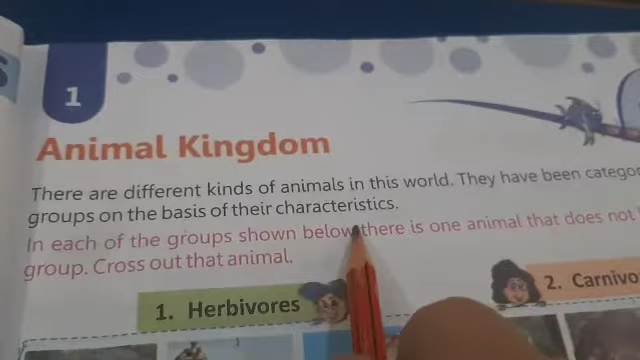 1
Animal Kingdom
There are different kinds of animals in this world. They have been
groups on the basis of their characteristics.
In each of the groups shown below there is one animal that does not
group. Cross out that animal.
1. Herbivores
2.